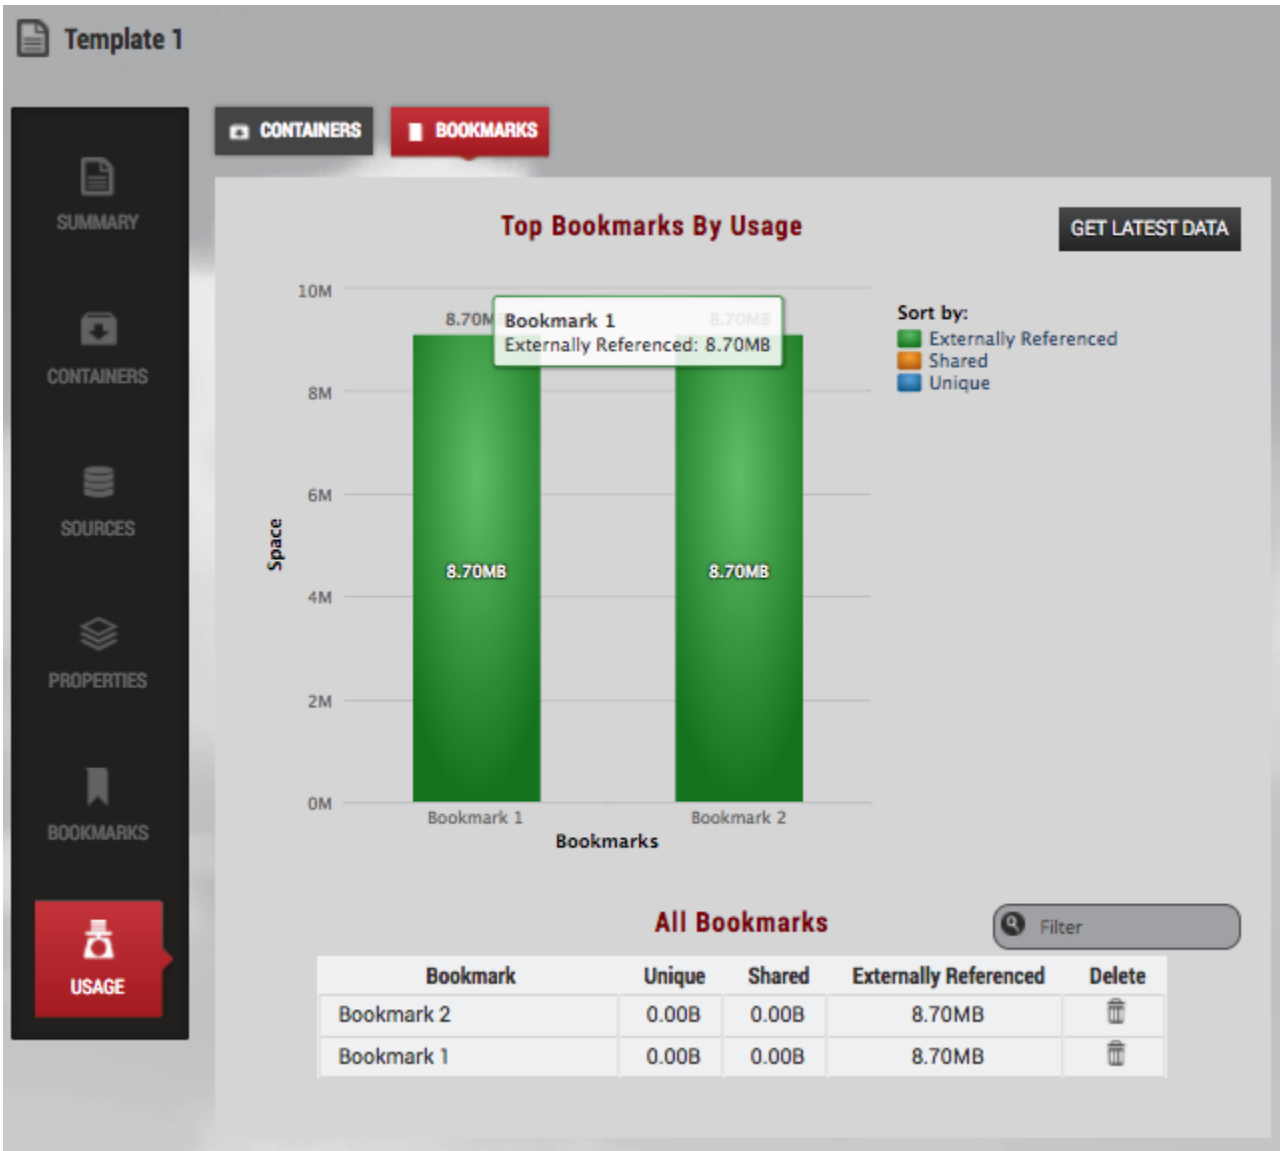 Template 1
CONTAINERS
BOOKMARKS
SUMMARY
CONTAINERS
SOURCES
PROPERTIES
BOOKMARKS
USAGE
Top Bookmarks By Usage
GET LATEST DATA
10M
8M
6M
4M
2M
0M
Space
8.70M
8.70MB
Bookmark 1
Externally Referenced: 8.70MB
8.70MB
8.70MB
Bookmark 1
Bookmark 2
Bookmarks
Sort by:
Externally Referenced
Shared
Unique
All Bookmarks
Filter
Bookmark Unique Shared Externally Referenced Delete
Bookmark 2 0.00B 0.00B 8.70MB
Bookmark 1 0.00B 0.00B 8.70MB